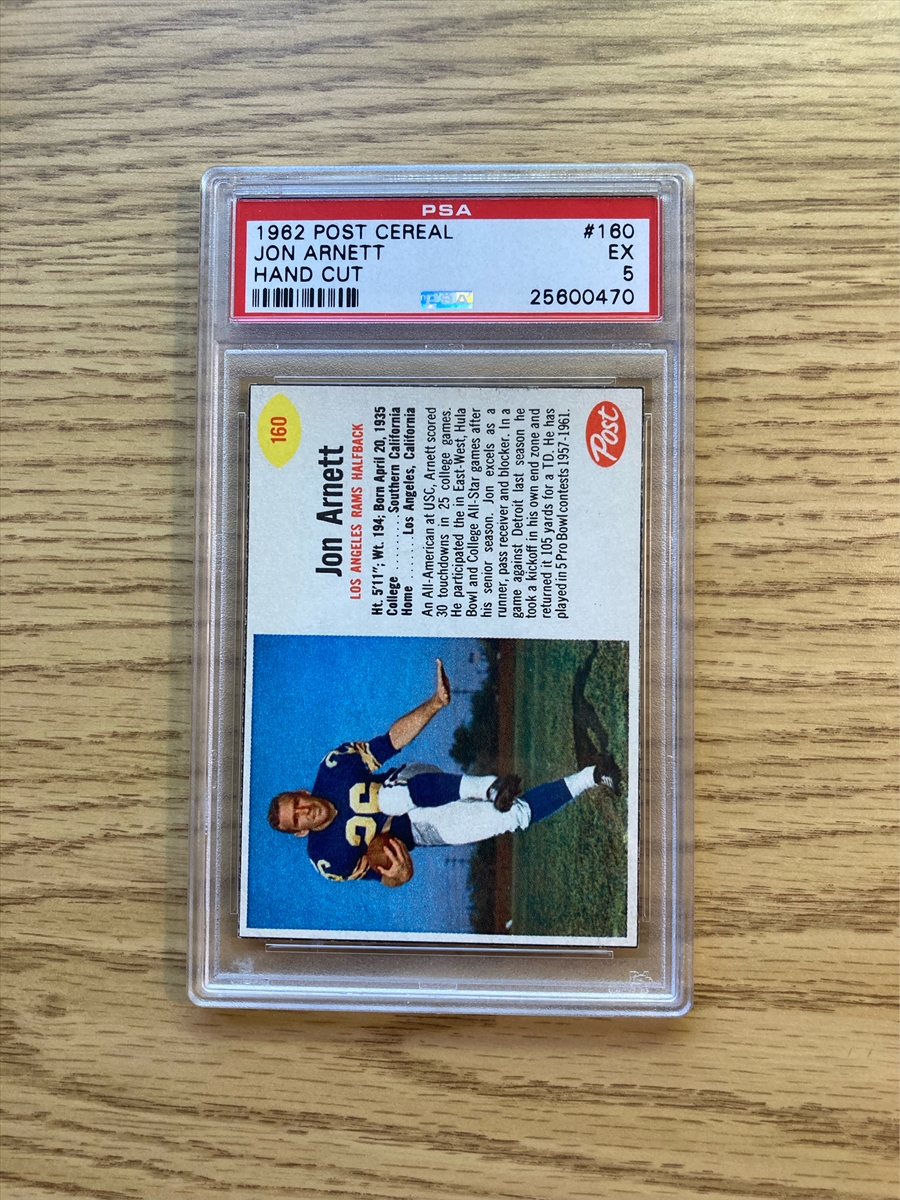 PSA
1962 POST CEREAL #160
JON ARNETT EX
HAND CUT 5
PSA 25600470
160
Jon Arnett
LOS ANGELES RAMS HALFBACK
Ht. 5'11"; Wt. 194; Born April 20, 1935
College ......... Southern California
Home ...... Los Angeles, California
An All-American at USC, Arnett scored
30 touchdowns in 25 college games.
He participated the in East-West, Hula
Bowl and College All-Star games after
his senior season. Jon excels as a
runner, pass receiver and blocker. In a
game against Detroit last season he
took a kickoff in his own end zone and
returned it 105 yards for a TD. He has
played in 5 Pro Bowl contests 1957-1961.
Post
26